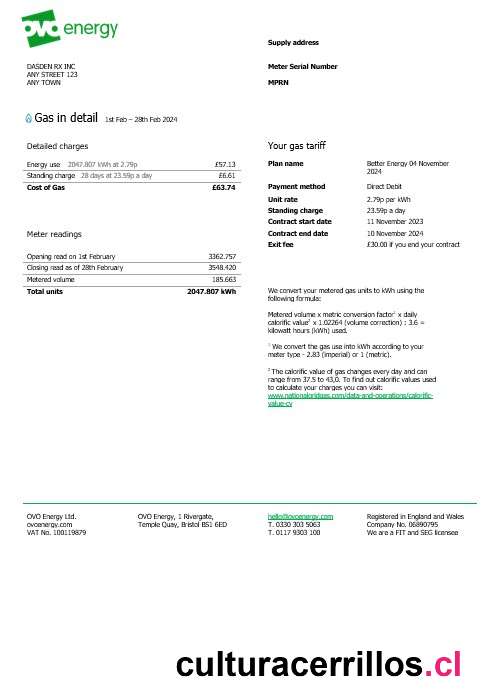 OVO energy
Supply address
DASDEN RX INC
ANY STREET 123
ANY TOWN
Meter Serial Number
MPRN
Gas in detail 1st Feb – 28th Feb 2024
Detailed charges
Energy use 2047.807 kWh at 2.79p £57.13
Standing charge 28 days at 23.59p a day £6.61
Cost of Gas £63.74
Meter readings
Opening read on 1st February 3362.757
Closing read as of 28th February 3548.420
Metered volume 185.663
Total units 2047.807 kWh
Your gas tariff
Plan name Better Energy 04 November
2024
Payment method Direct Debit
Unit rate 2.79p per kWh
Standing charge 23.59p a day
Contract start date 11 November 2023
Contract end date 10 November 2024
Exit fee £30.00 if you end your contract
We convert your metered gas units to kWh using the
following formula:
Metered volume x metric conversion factor¹ x daily
calorific value² x 1.02264 (volume correction) ; 3.6 =
kilowatt hours (kWh) used.
¹ We convert the gas use into kWh according to your
meter type - 2.83 (imperial) or 1 (metric).
² The calorific value of gas changes every day and can
range from 37.5 to 43,0. To find out calorific values used
to calculate your charges you can visit:
www.nationalgridgas.com/data-and-operations/calorific-
value-cv
OVO Energy Ltd.
ovoenergy.com
VAT No. 100119879
OVO Energy, 1 Rivergate,
Temple Quay, Bristol BS1 6ED
hello@ovoenergy.com
T. 0330 303 5063
T. 0117 9303 100
Registered in England and Wales
Company No. 06890795
We are a FIT and SEG licensee
culturacerrillos.cl